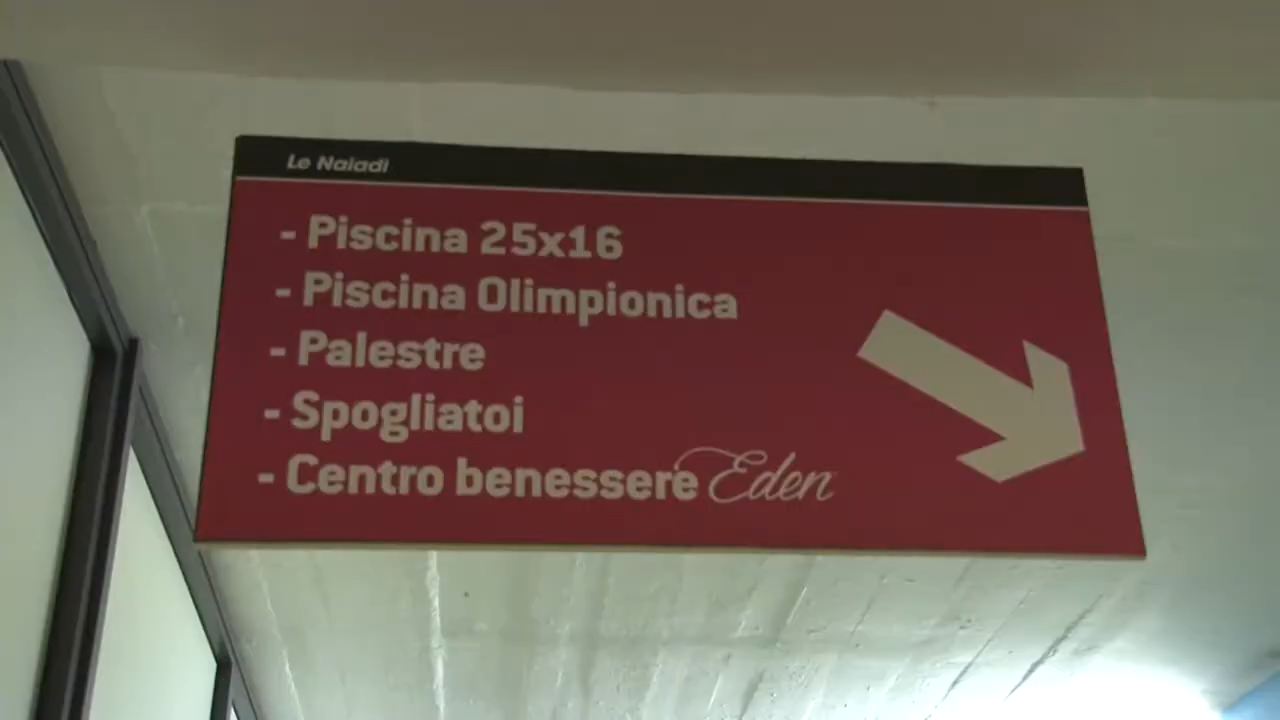 Le Naiadi
- Piscina 25x16
- Piscina Olimpionica
- Palestre
- Spogliatoi
- Centro benessere Eden